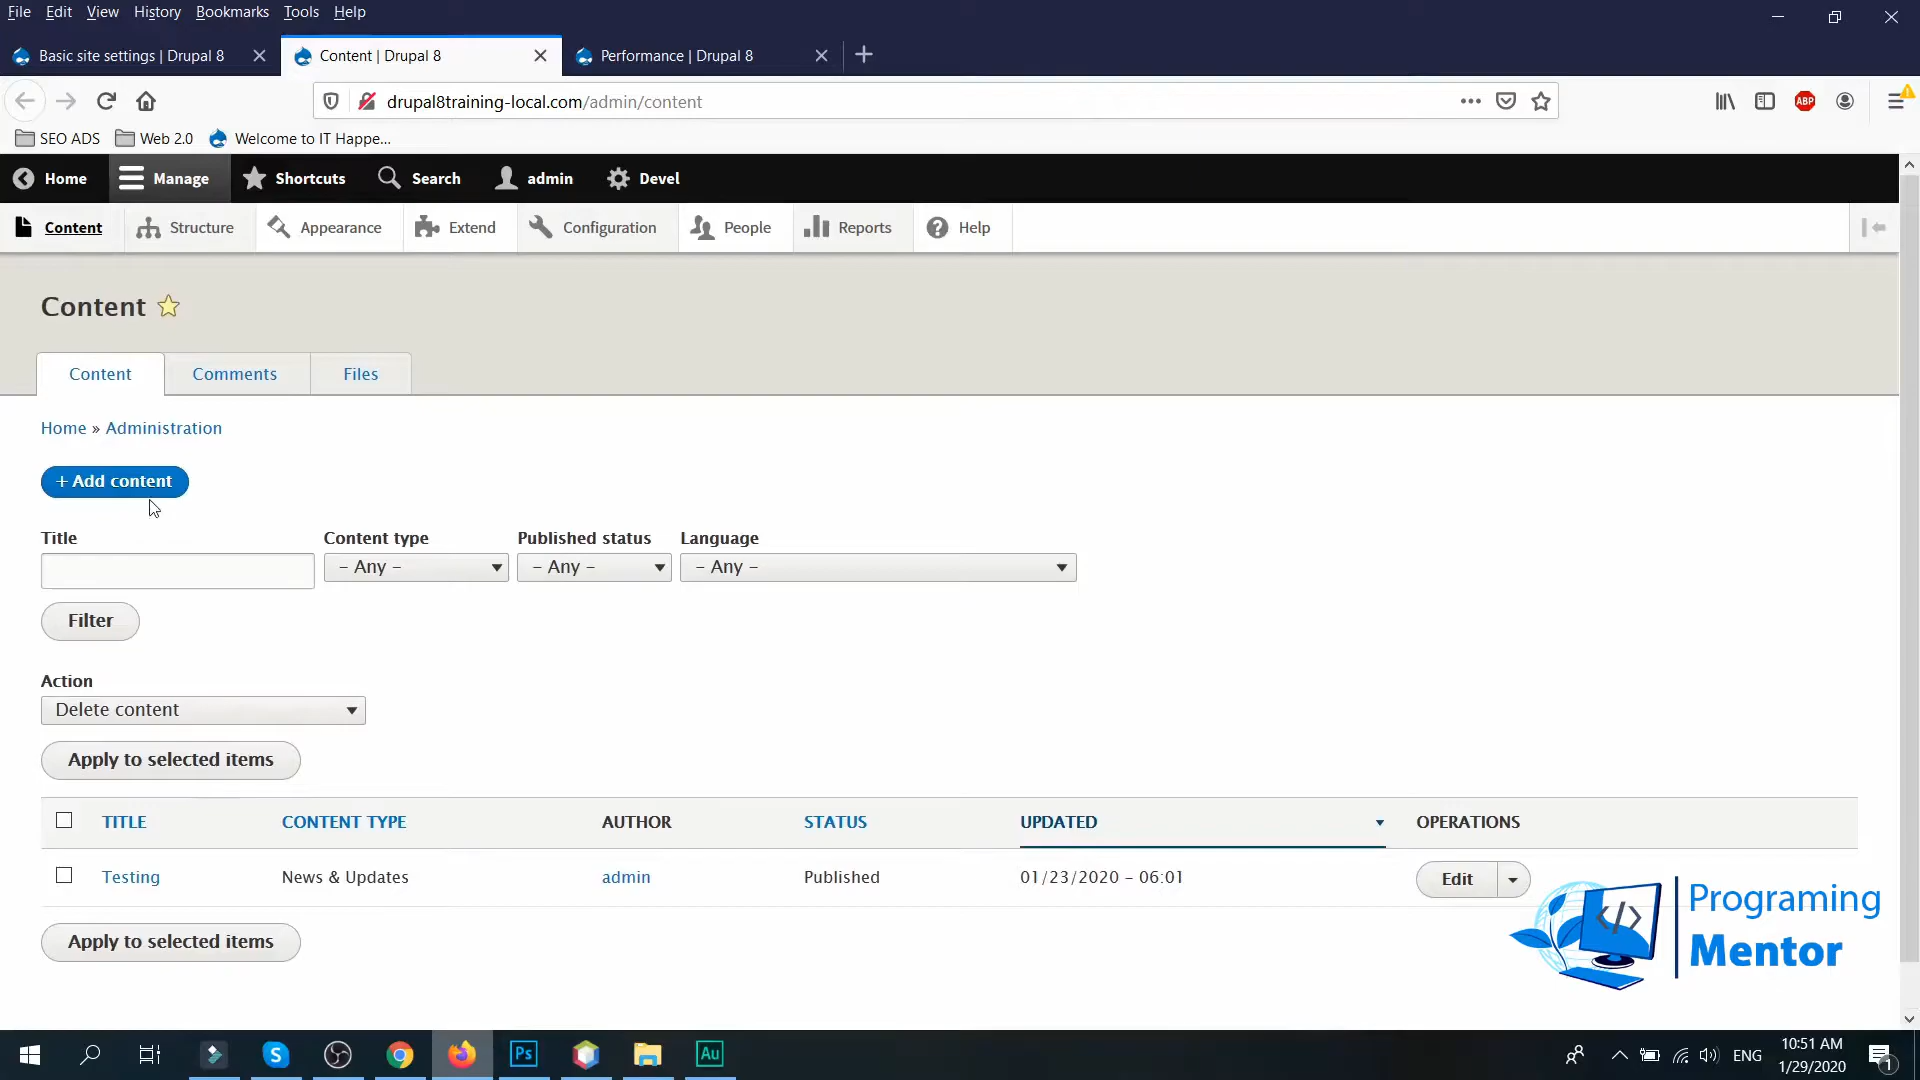 File Edit View History Bookmarks Tools Help
Basic site settings | Drupal 8 Content | Drupal 8 Performance | Drupal 8
drupal8training-local.com/admin/content
ABP
SEO ADS Web 2.0 Welcome to IT Happe...
Home Manage Shortcuts Search admin Devel
Content Structure Appearance Extend Configuration People Reports Help
Content
Content Comments Files
Home » Administration
+ Add content
Title Content type Published status Language
- Any - - Any - - Any -
Filter
Action
Delete content
Apply to selected items
TITLE CONTENT TYPE AUTHOR STATUS UPDATED OPERATIONS
Testing News & Updates admin Published 01/23/2020 - 06:01 Edit
Apply to selected items
</> Programing
Mentor
Ps Au ENG 10:51 AM
1/29/2020 1